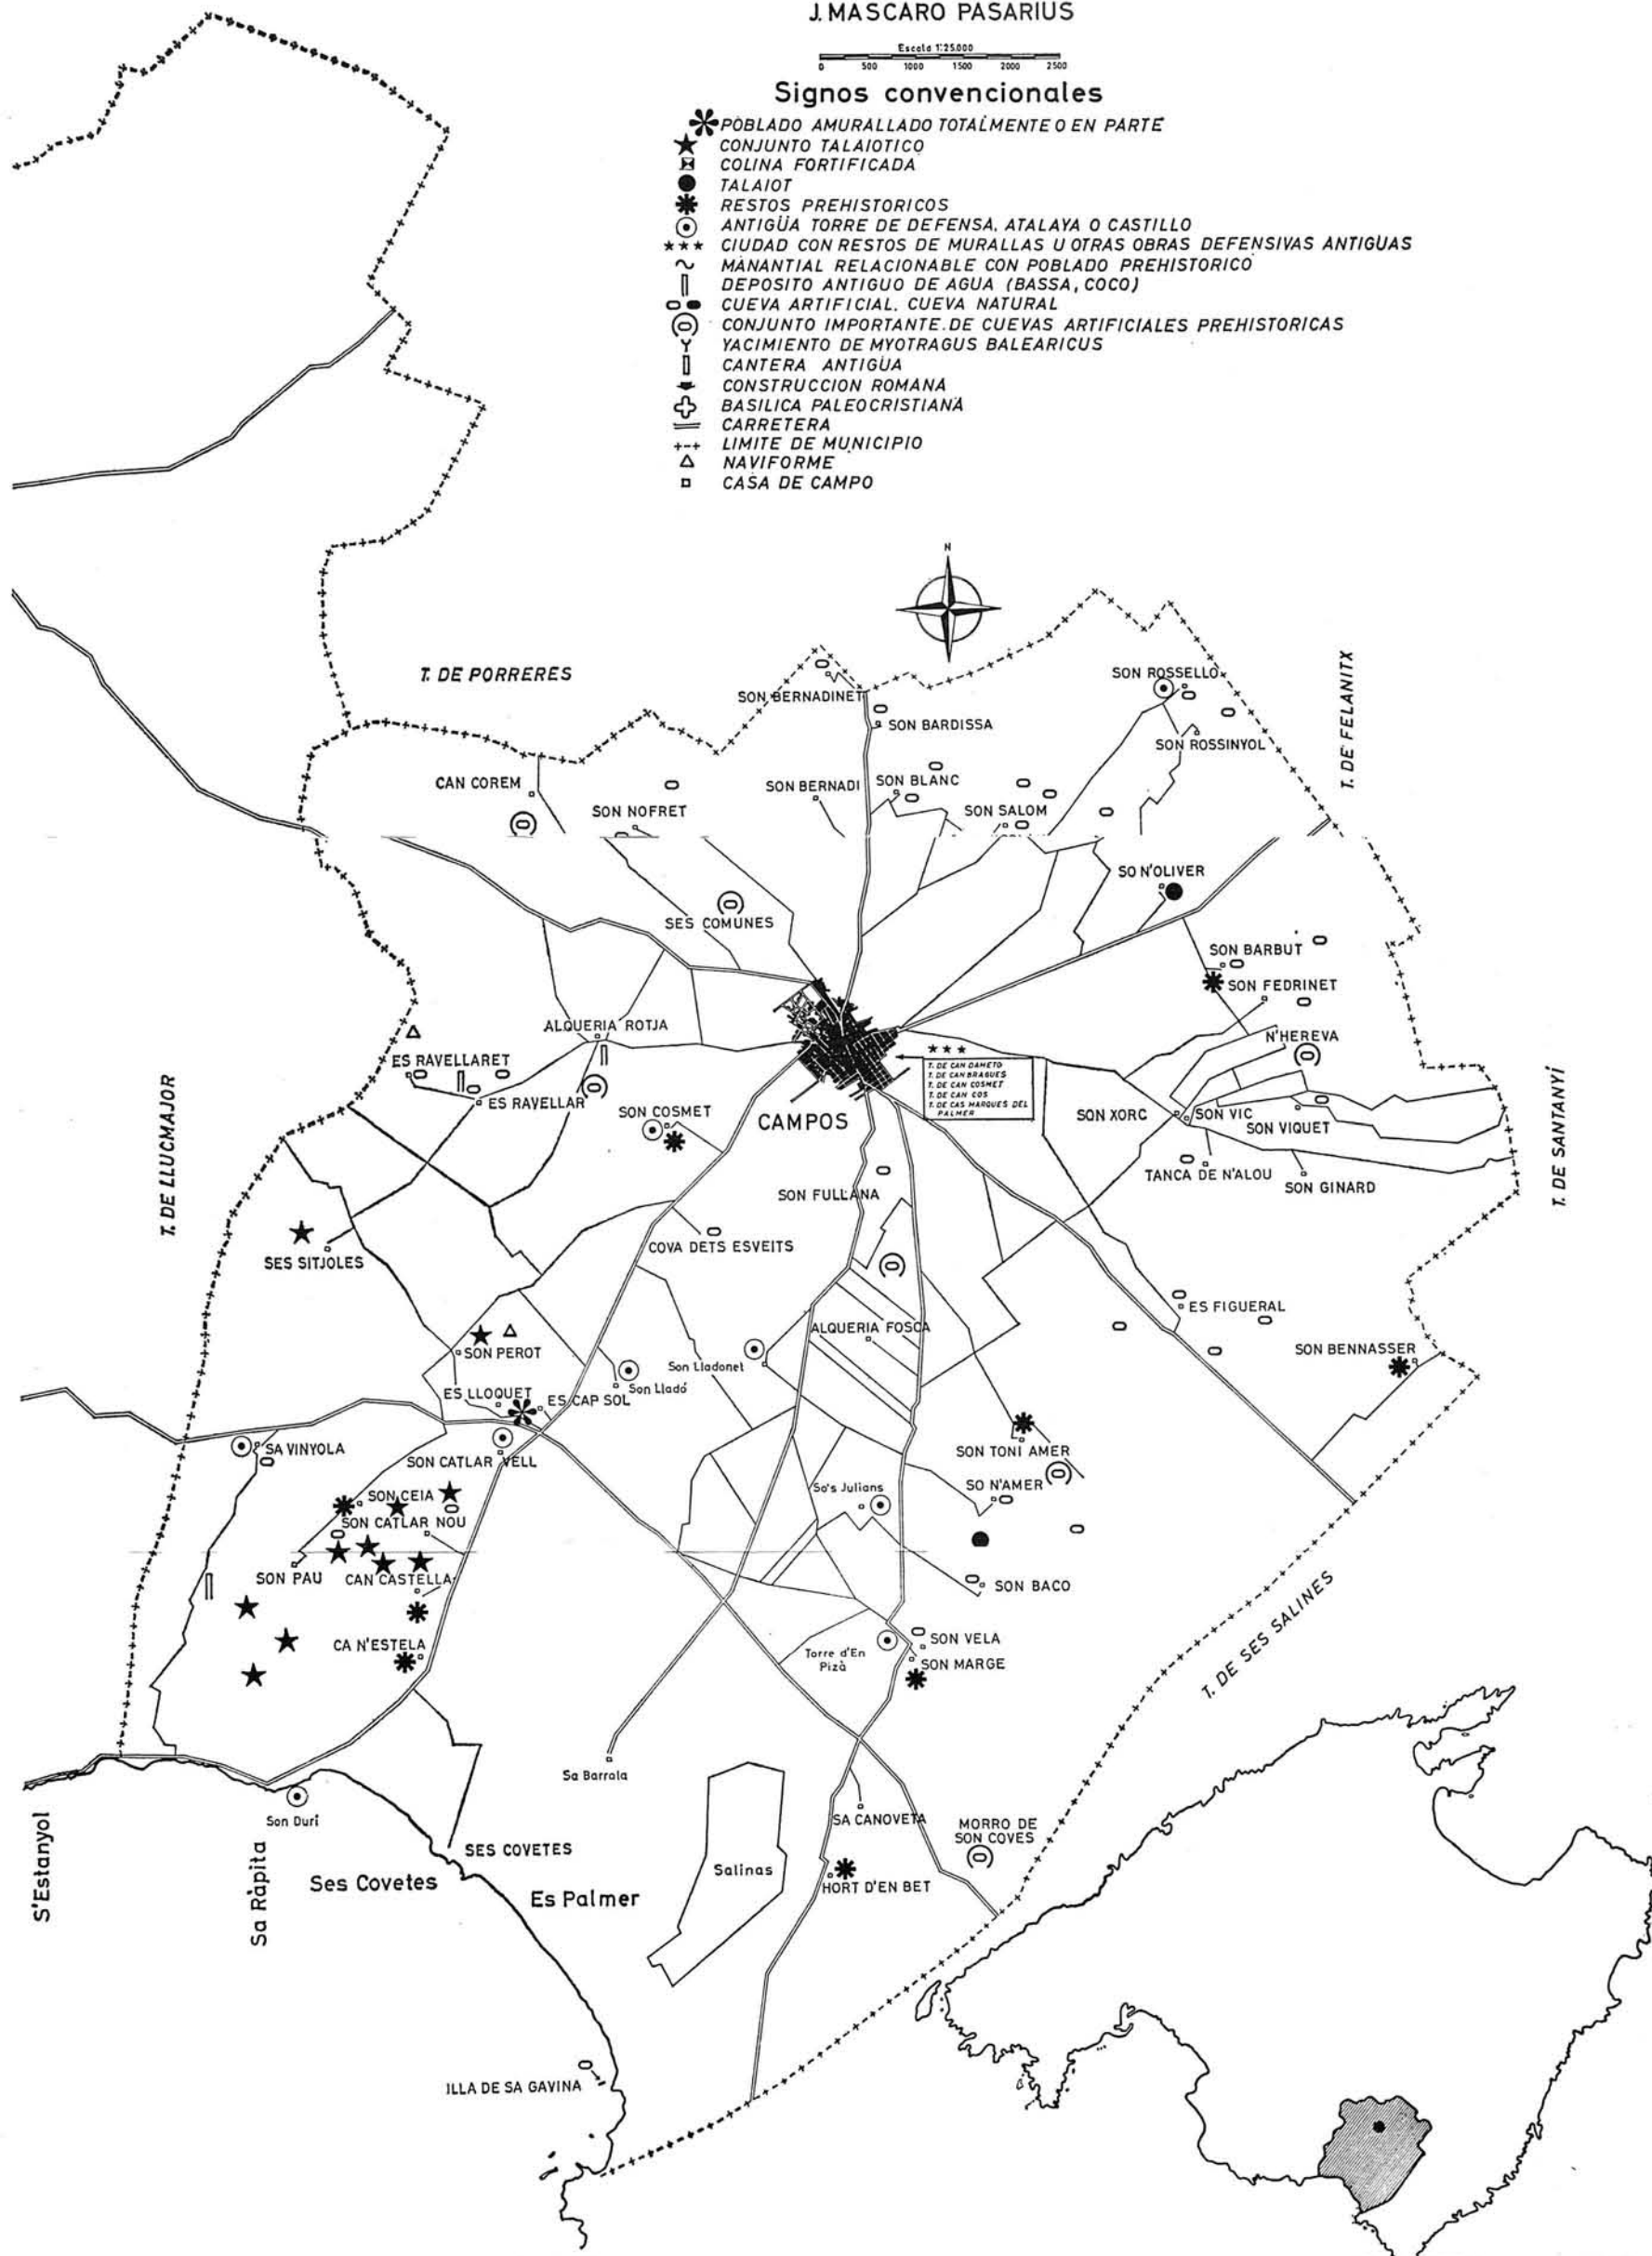 J. MASCARO PASARIUS
Escala 1:25.000
0 500 1000 1500 2000 2500
Signos convencionales
POBLADO AMURALLADO TOTALMENTE O EN PARTE
CONJUNTO TALAIOTICO
COLINA FORTIFICADA
TALAIOT
RESTOS PREHISTORICOS
ANTIGÜA TORRE DE DEFENSA, ATALAYA O CASTILLO
CIUDAD CON RESTOS DE MURALLAS U OTRAS OBRAS DEFENSIVAS ANTIGUAS
MANANTIAL RELACIONABLE CON POBLADO PREHISTORICO
DEPOSITO ANTIGUO DE AGUA (BASSA, COCO)
CUEVA ARTIFICIAL. CUEVA NATURAL
CONJUNTO IMPORTANTE DE CUEVAS ARTIFICIALES PREHISTORICAS
YACIMIENTO DE MYOTRAGUS BALEARICUS
CANTERA ANTIGÜA
CONSTRUCCION ROMANA
BASILICA PALEOCRISTIANA
CARRETERA
LIMITE DE MUNICIPIO
NAVIFORME
CASA DE CAMPO
N
T. DE PORRERES
SON BERNADINET
SON BARDISSA
SON ROSSELLO
SON ROSSINYOL
T. DE FELANITX
CAN COREM
SON NOFRET
SON BERNADI
SON BLANC
SON SALOM
SO N'OLIVER
SES COMUNES
SON BARBUT
SON FEDRINET
ALQUERIA ROTJA
N'HEREVA
ES RAVELLARET
T. DE CAN DAMETO
T. DE CAN BRAGUES
T. DE CAN COSMET
T. DE CAN COS
T. DE CAS MARQUES DEL
PALMER
ES RAVELLAR
SON COSMET
CAMPOS
SON XORC
SON VIC
SON VIQUET
T. DE LLUCMAJOR
T. DE SANTANYÍ
TANCA DE N'ALOU
SON GINARD
SON FULLANA
COVA DETS ESVEITS
SES SITJOLES
ES FIGUERAL
ALQUERIA FOSCA
SON BENNASSER
SON PEROT
Son Lladonet
Son Lladó
ES LLOQUET
ES CAP SOL
SA VINYOLA
SON CATLAR VELL
SON TONI AMER
SO N'AMER
So's Julians
SON CEIA
SON CATLAR NOU
SON PAU
CAN CASTELLA
SON BACO
CA N'ESTELA
SON VELA
Torre d'En
Pizà
SON MARGE
T. DE SES SALINES
Sa Barrala
Son Durí
SA CANOVETA
MORRO DE
SON COVES
SES COVETES
S'Estanyol
Sa Ràpita
Ses Covetes
Es Palmer
Salinas
HORT D'EN BET
ILLA DE SA GAVINA